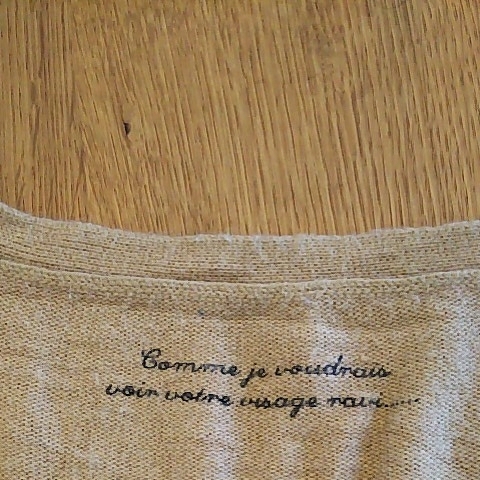 Comme je voudrais
voir votre visage ravi......